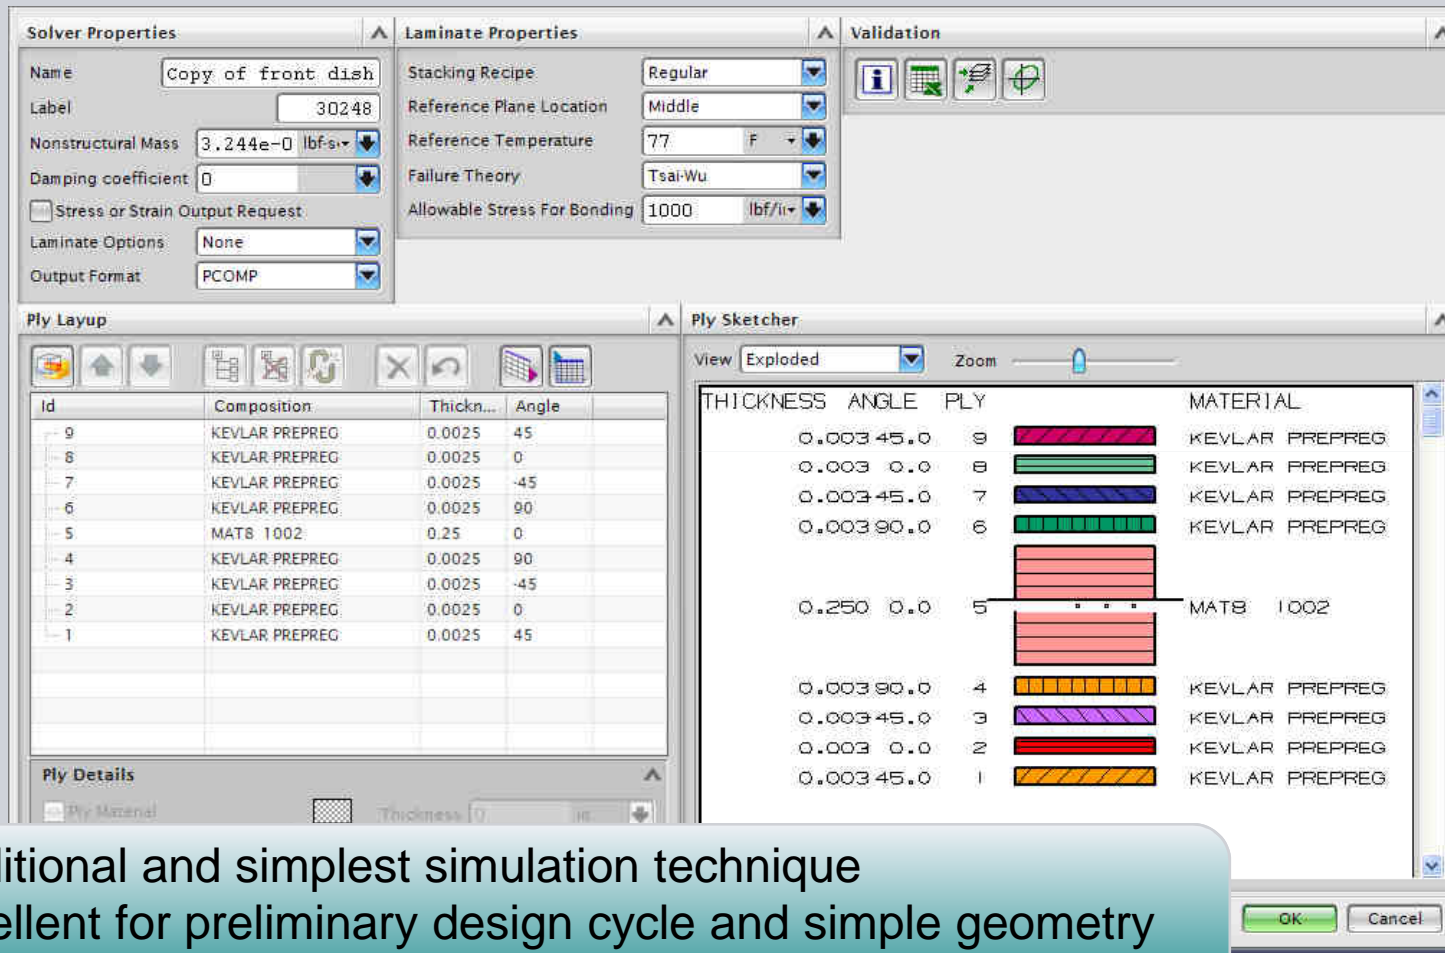 Solver Properties
Name Copy of front dish
Label 30248
Nonstructural Mass 3.244e-0 lbf-s
Damping coefficient 0
Stress or Strain Output Request
Laminate Options None
Output Format PCOMP
Laminate Properties
Stacking Recipe Regular
Reference Plane Location Middle
Reference Temperature 77 F
Failure Theory Tsai-Wu
Allowable Stress For Bonding 1000 lbf/i
Validation
Ply Layup
Id Composition Thickn... Angle
9 KEVLAR PREPREG 0.0025 45
8 KEVLAR PREPREG 0.0025 0
7 KEVLAR PREPREG 0.0025 -45
6 KEVLAR PREPREG 0.0025 90
5 MAT8 1002 0.25 0
4 KEVLAR PREPREG 0.0025 90
3 KEVLAR PREPREG 0.0025 -45
2 KEVLAR PREPREG 0.0025 0
1 KEVLAR PREPREG 0.0025 45
Ply Details
Ply Material Thickness 0 in
Ply Sketcher
View Exploded Zoom
THICKNESS ANGLE PLY MATERIAL
0.003 45.0 9 KEVLAR PREPREG
0.003 0.0 8 KEVLAR PREPREG
0.003-45.0 7 KEVLAR PREPREG
0.003 90.0 6 KEVLAR PREPREG
0.250 0.0 5 MAT8 1002
0.003 90.0 4 KEVLAR PREPREG
0.003-45.0 3 KEVLAR PREPREG
0.003 0.0 2 KEVLAR PREPREG
0.003 45.0 1 KEVLAR PREPREG
ditional and simplest simulation technique
ellent for preliminary design cycle and simple geometry
OK Cancel